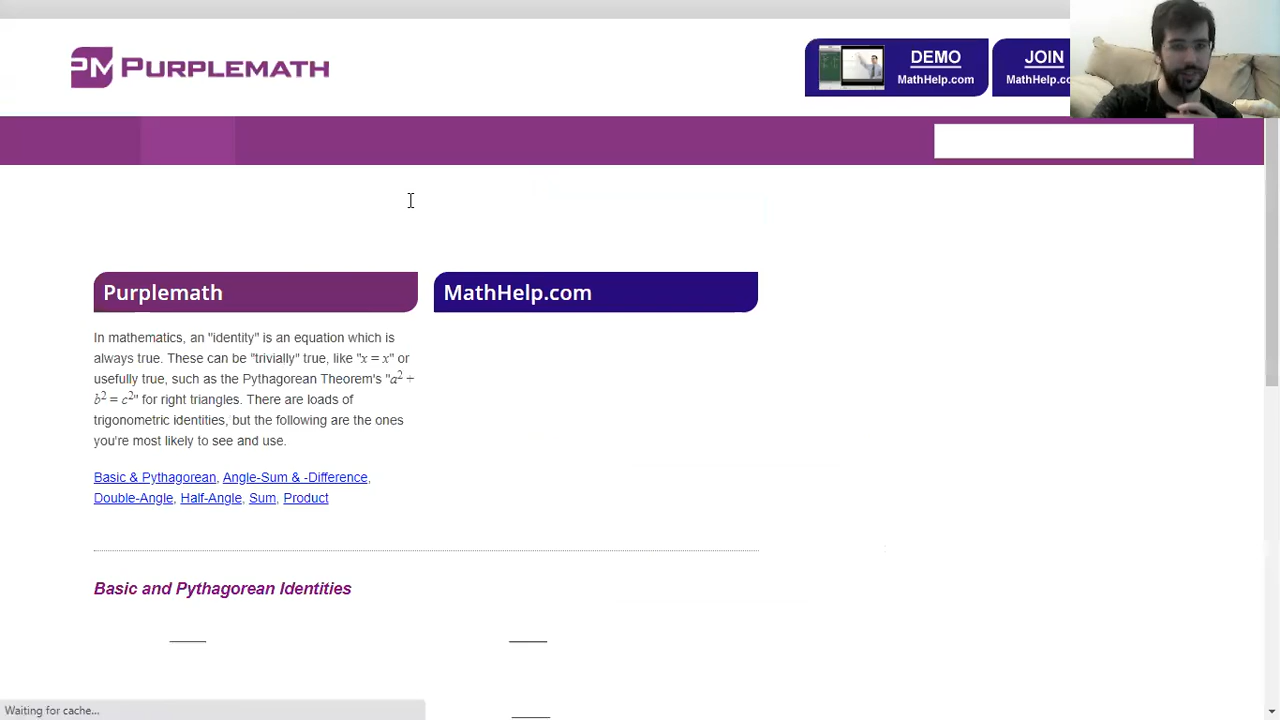 PM PURPLEMATH
DEMO
MathHelp.com
JOIN
MathHelp.co
Purplemath
MathHelp.com
In mathematics, an "identity" is an equation which is
always true. These can be "trivially" true, like "x = x" or
usefully true, such as the Pythagorean Theorem's "a² +
b² = c²" for right triangles. There are loads of
trigonometric identities, but the following are the ones
you're most likely to see and use.
Basic & Pythagorean, Angle-Sum & -Difference,
Double-Angle, Half-Angle, Sum, Product
Basic and Pythagorean Identities
Waiting for cache...